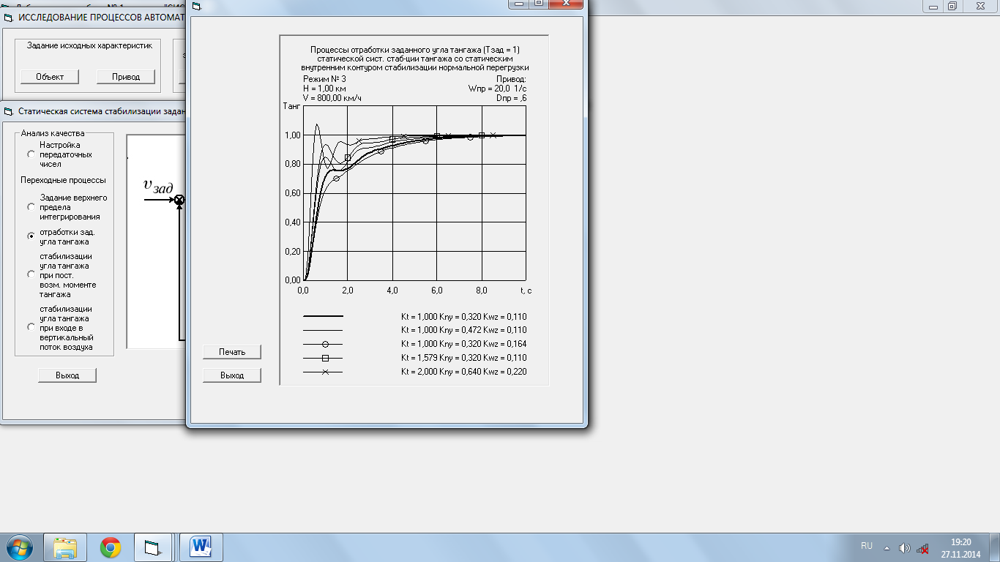 ИССЛЕДОВАНИЕ ПРОЦЕССОВ АВТОМАТ
Задание исходных характеристик
Объект
Привод
Статическая система стабилизации задан
Анализ качества
Настройка
передаточных
чисел
Переходные процессы
Задание верхнего
предела
интегрирования
отработки зад.
угла тангажа
стабилизации
угла тангажа
при пост.
возм. моменте
тангажа
стабилизации
угла тангажа
при входе в
вертикальный
поток воздуха
Выход
υзад
Процессы отработки заданного угла тангажа (Тзад = 1)
статической сист. стаб-ции тангажа со статическим
внутренним контуром стабилизации нормальной перегрузки
Режим № 3
Привод:
H = 1,00 км
Wпр = 20,0 1/с
V = 800,00 км/ч
Dпр = ,6
Танг
1,00
0,80
0,60
0,40
0,20
0,00
0,0 2,0 4,0 6,0 8,0 t, с
Kt = 1,000 Kny = 0,320 Kwz = 0,110
Kt = 1,000 Kny = 0,472 Kwz = 0,110
Kt = 1,000 Kny = 0,320 Kwz = 0,164
Kt = 1,579 Kny = 0,320 Kwz = 0,110
Kt = 2,000 Kny = 0,640 Kwz = 0,220
Печать
Выход
RU
19:20
27.11.2014